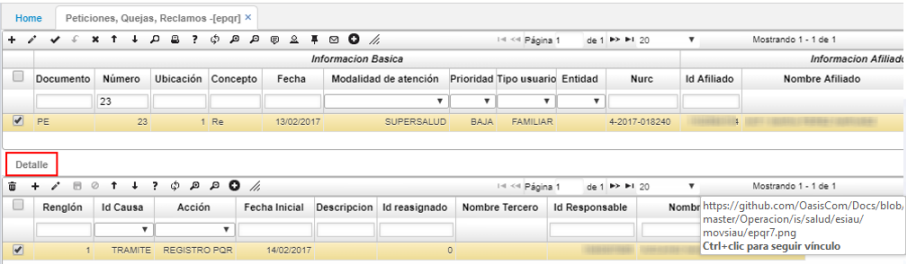 Home Peticiones, Quejas, Reclamos -[epqr] ×
Página 1 de 1 20 Mostrando 1 - 1 de 1
Informacion Basica Informacion Afiliado
Documento Número Ubicación Concepto Fecha Modalidad de atención Prioridad Tipo usuario Entidad Nurc Id Afiliado Nombre Afiliado
23
PE 23 1 Re 13/02/2017 SUPERSALUD BAJA FAMILIAR 4-2017-018240
Detalle
Página 1 de 1 20 Mostrando 1 - 1 de 1
Renglón Id Causa Acción Fecha Inicial Descripcion Id reasignado Nombre Tercero Id Responsable Nombr
https://github.com/OasisCom/Docs/blob/
master/Operacion/is/salud/esiau/
movsiau/epqr7.png
Ctrl+clic para seguir vínculo
1 TRAMITE REGISTRO PQR 14/02/2017 0